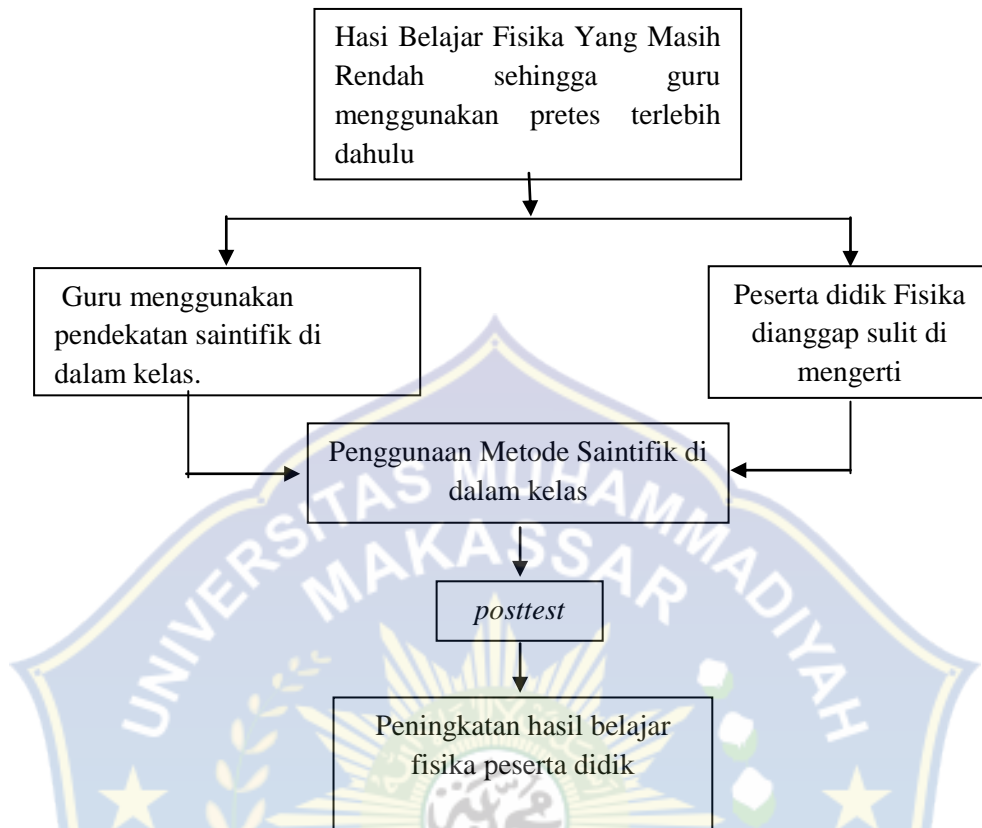 Hasi Belajar Fisika Yang Masih
Rendah sehingga guru
menggunakan pretes terlebih
dahulu
Guru menggunakan
pendekatan saintifik di
dalam kelas.
Peserta didik Fisika
dianggap sulit di
mengerti
Penggunaan Metode Saintifik di
dalam kelas
posttest
Peningkatan hasil belajar
fisika peserta didik
UNIVERSITAS MUHAMMADIYAH
MAKASSAR